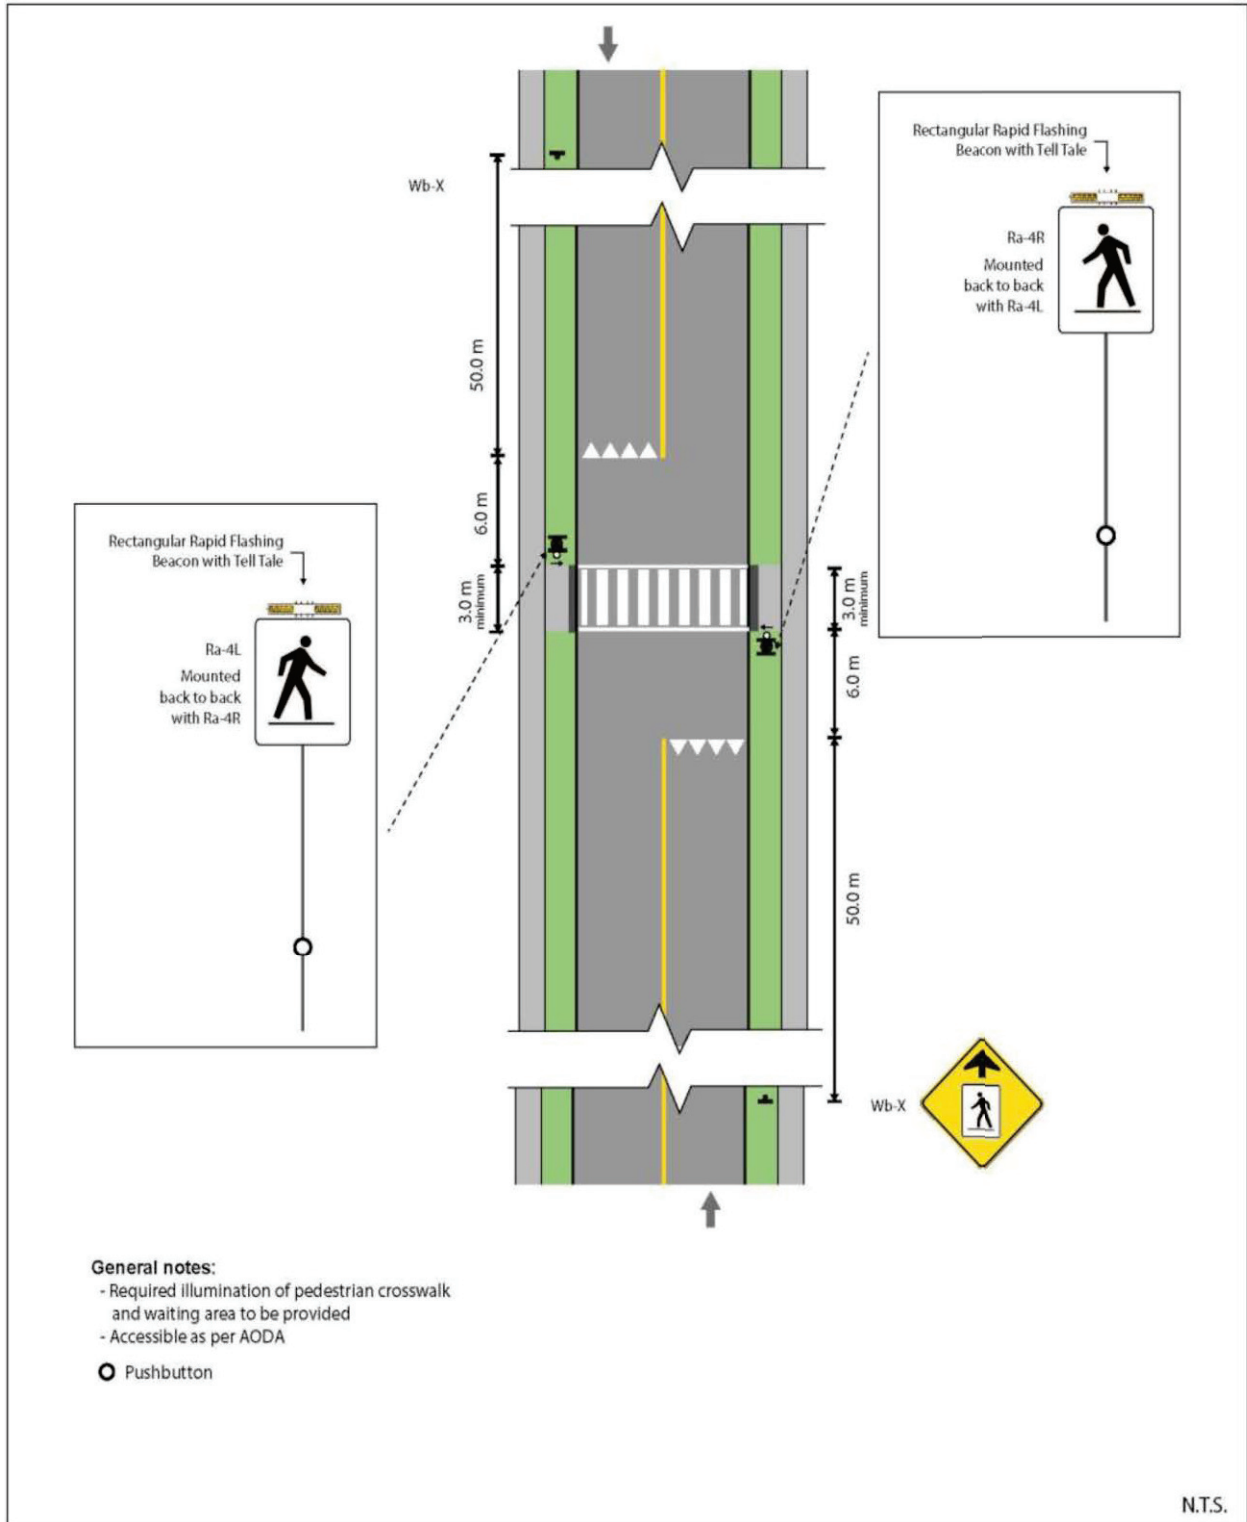 Rectangular Rapid Flashing
Beacon with Tell Tale
Ra-4R
Mounted
back to back
with Ra-4L
Wb-X
50.0 m
6.0 m
3.0 m
minimum
Rectangular Rapid Flashing
Beacon with Tell Tale
Ra-4L
Mounted
back to back
with Ra-4R
3.0 m
minimum
6.0 m
50.0 m
Wb-X
General notes:
- Required illumination of pedestrian crosswalk
and waiting area to be provided
- Accessible as per AODA
Pushbutton
N.T.S.